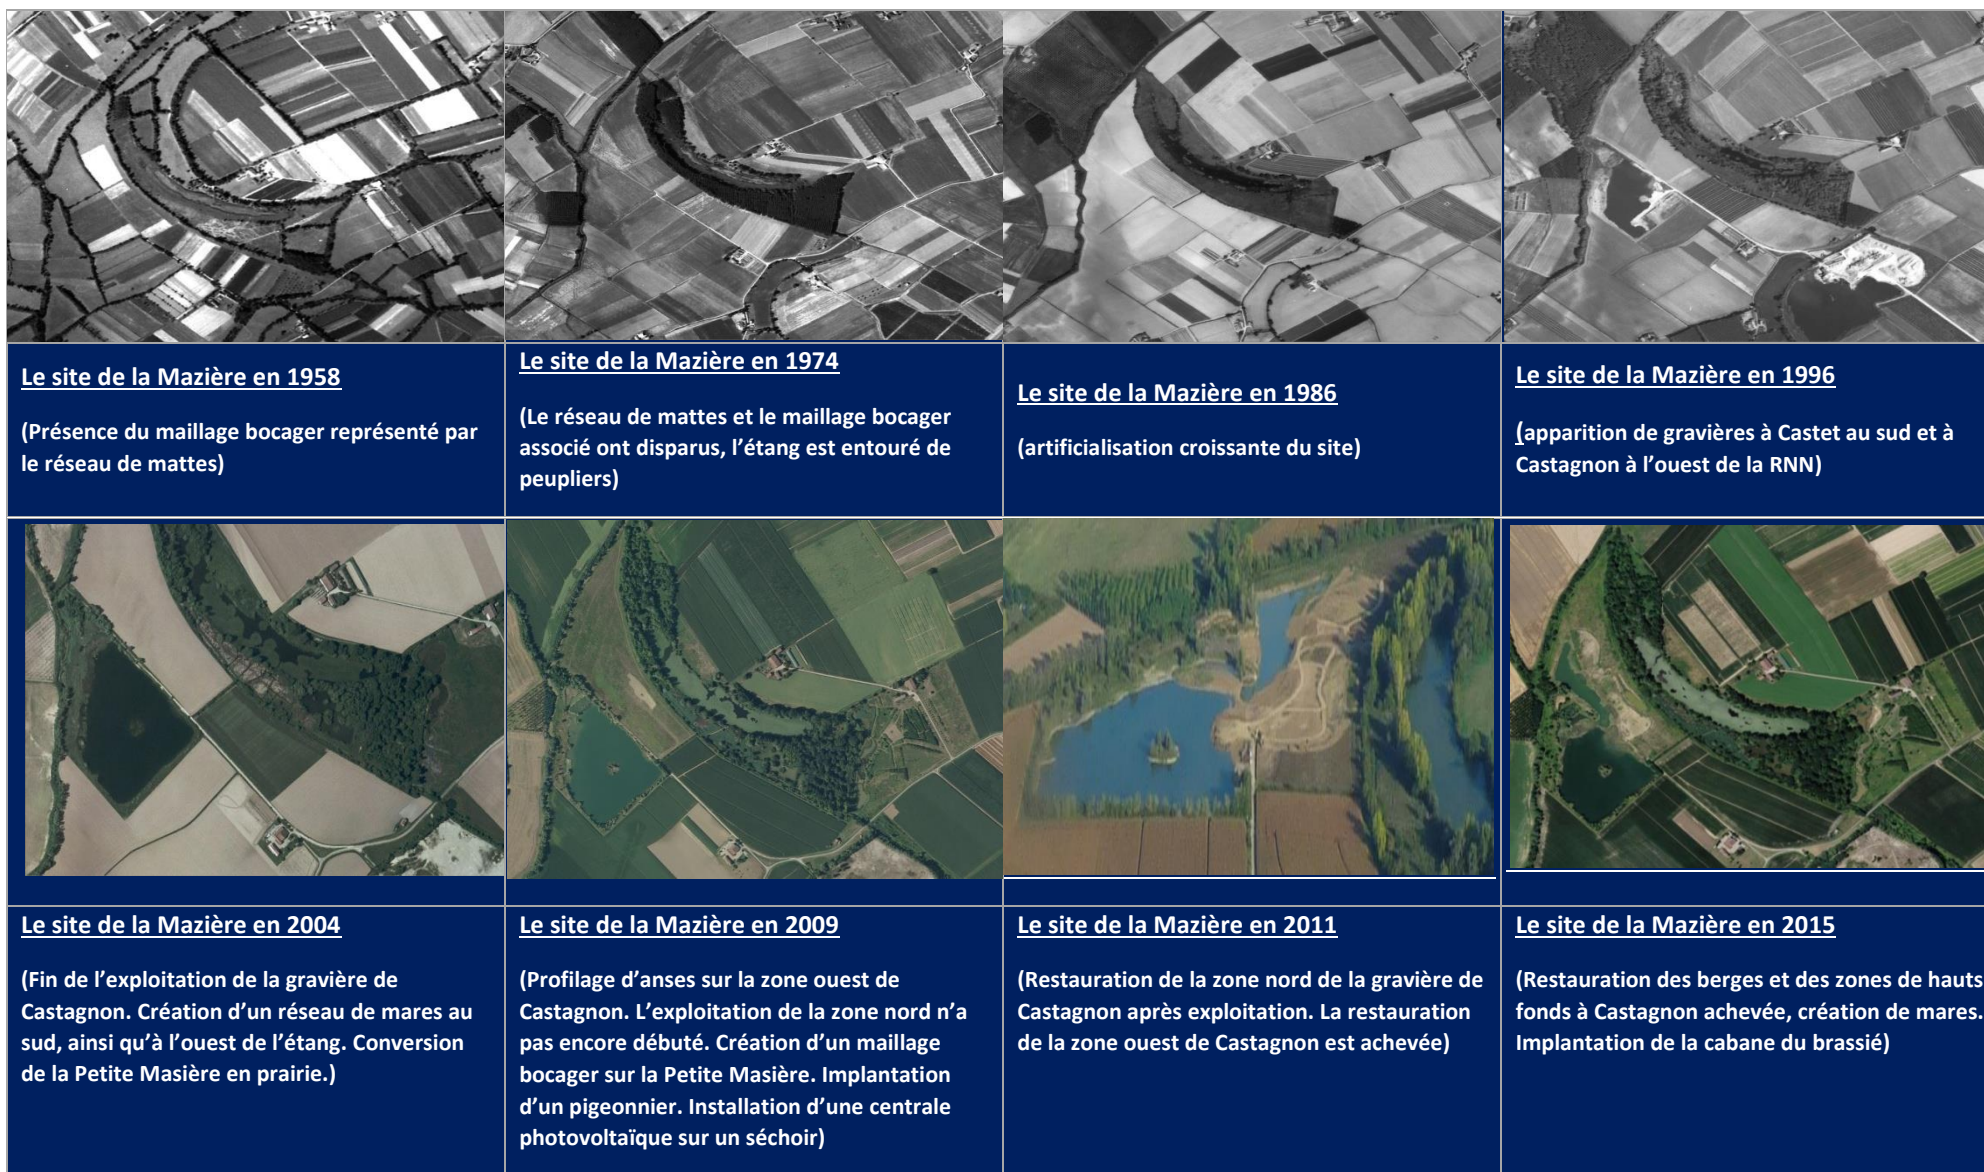 Le site de la Mazière en 1958
(Présence du maillage bocager représenté par
le réseau de mattes)
Le site de la Mazière en 1974
(Le réseau de mattes et le maillage bocager
associé ont disparus, l’étang est entouré de
peupliers)
Le site de la Mazière en 1986
(artificialisation croissante du site)
Le site de la Mazière en 1996
(apparition de gravières à Castet au sud et à
Castagnon à l’ouest de la RNN)
Le site de la Mazière en 2004
(Fin de l’exploitation de la gravière de
Castagnon. Création d’un réseau de mares au
sud, ainsi qu’à l’ouest de l’étang. Conversion
de la Petite Masière en prairie.)
Le site de la Mazière en 2009
(Profilage d’anses sur la zone ouest de
Castagnon. L’exploitation de la zone nord n’a
pas encore débuté. Création d’un maillage
bocager sur la Petite Masière. Implantation
d’un pigeonnier. Installation d’une centrale
photovoltaïque sur un séchoir)
Le site de la Mazière en 2011
(Restauration de la zone nord de la gravière de
Castagnon après exploitation. La restauration
de la zone ouest de Castagnon est achevée)
Le site de la Mazière en 2015
(Restauration des berges et des zones de hauts
fonds à Castagnon achevée, création de mares.
Implantation de la cabane du brassié)